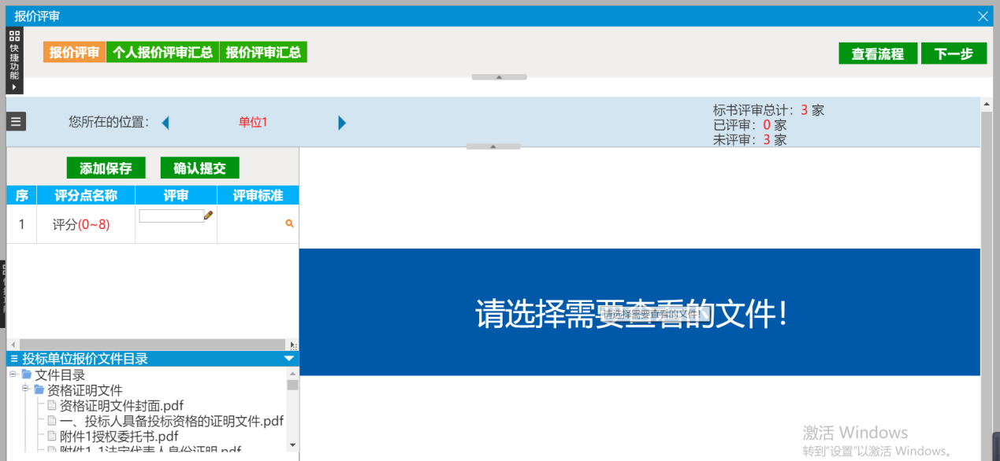 报价评审
快捷功能
报价评审 个人报价评审汇总 报价评审汇总
查看流程 下一步
您所在的位置： 单位1
标书评审总计：3 家
已评审：0 家
未评审：3 家
添加保存 确认提交
序 评分点名称 评审 评审标准
1 评分(0~8)
请选择需要查看的文件！
请选择需要查看的文件!
投标单位报价文件目录
文件目录
资格证明文件
资格证明文件封面.pdf
一、投标人具备投标资格的证明文件.pdf
附件1授权委托书.pdf
附件1-1法定代表人身份证明.pdf
激活 Windows
转到"设置"以激活 Windows。